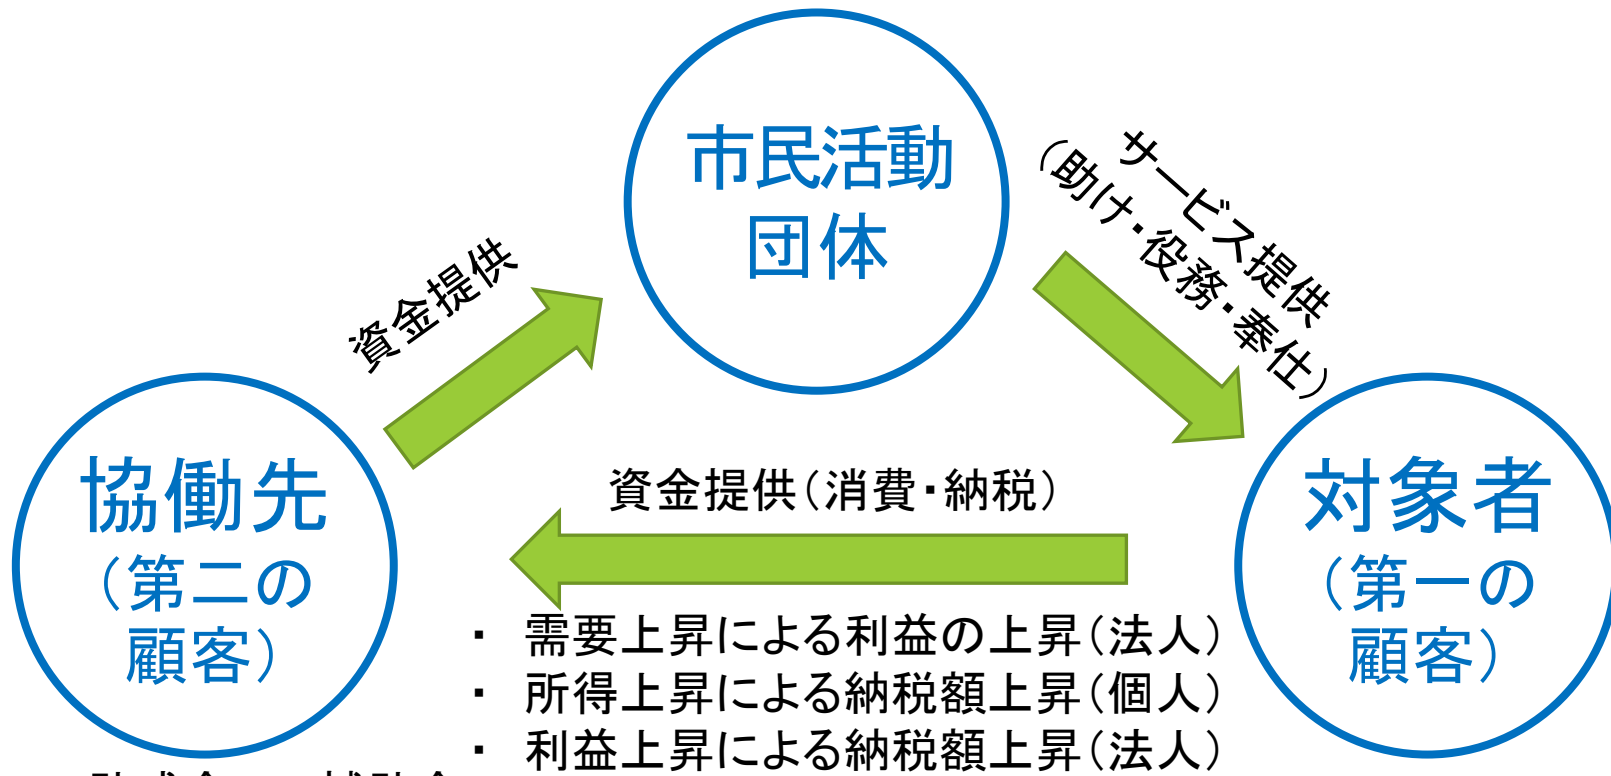 市民活動
団体
サービス提供
（助け・役務・奉仕）
資金提供
協働先
（第二の
顧客）
資金提供（消費・納税）
対象者
（第一の
顧客）
・ 需要上昇による利益の上昇（法人）
・ 所得上昇による納税額上昇（個人）
・ 利益上昇による納税額上昇（法人）